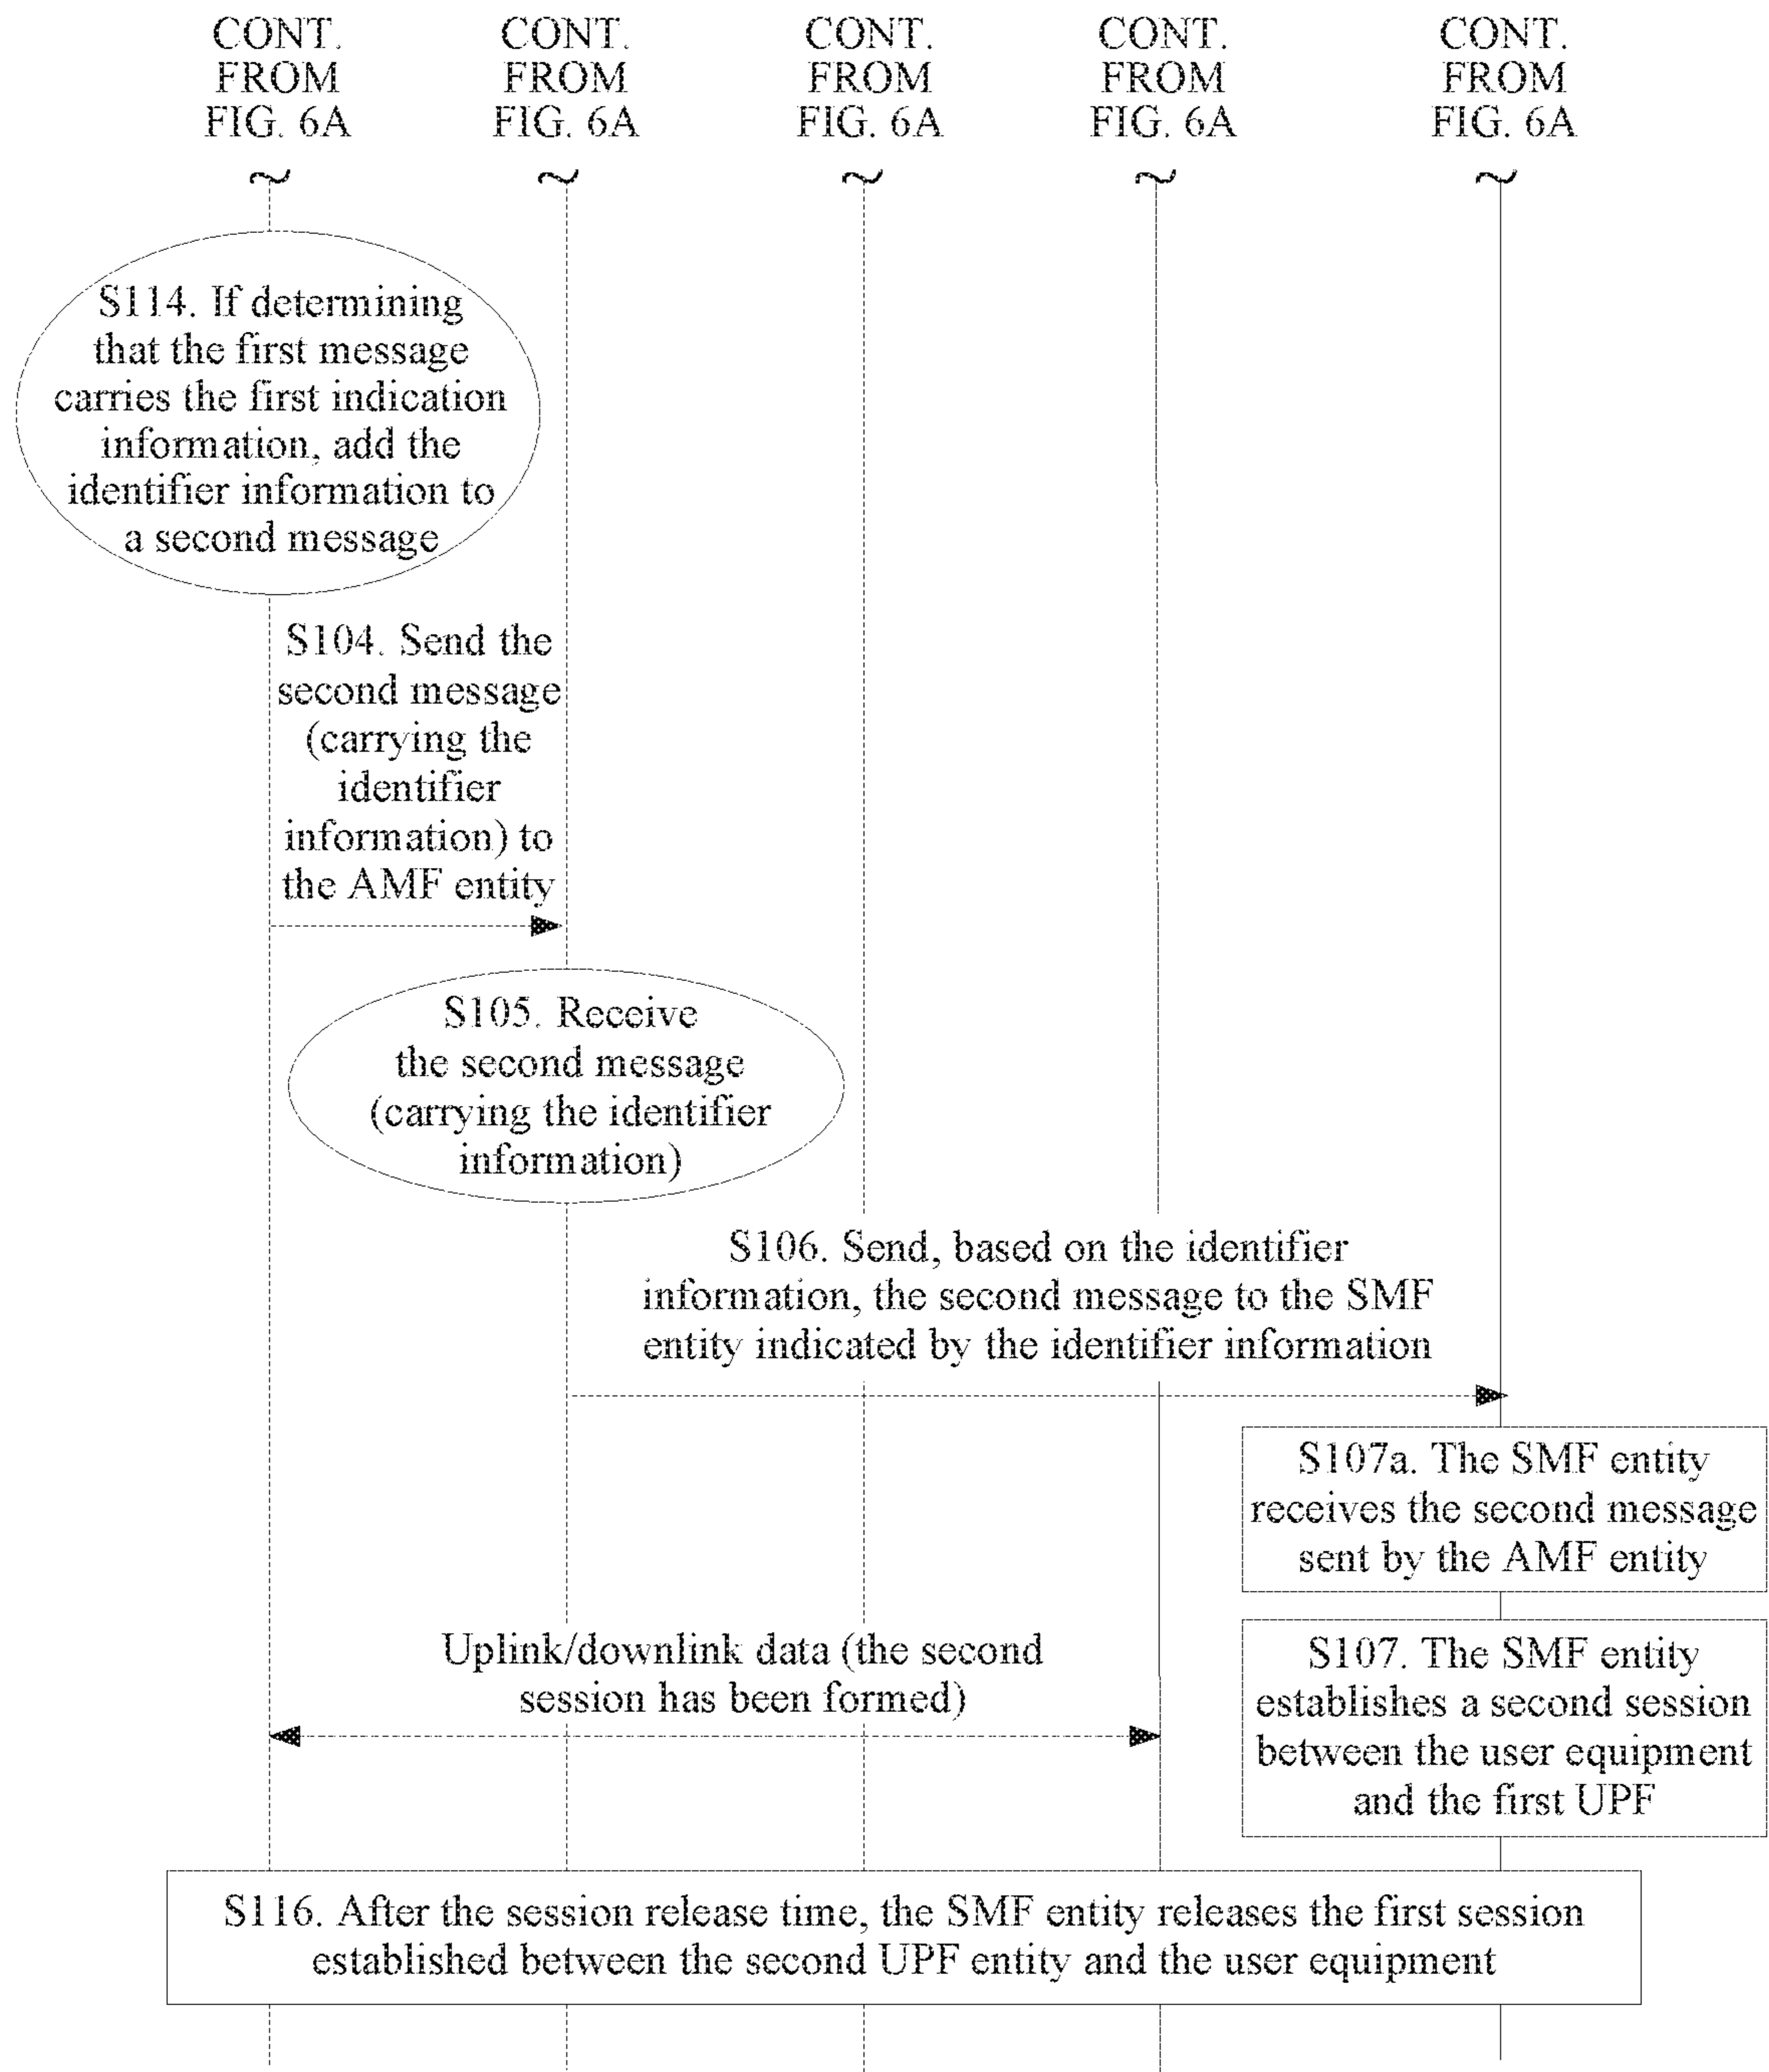 CONT.
FROM
FIG. 6A
CONT.
FROM
FIG. 6A
CONT.
FROM
FIG. 6A
CONT.
FROM
FIG. 6A
CONT.
FROM
FIG. 6A
S114. If determining
that the first message
carries the first indication
information, add the
identifier information to
a second message
S104. Send the
second message
(carrying the
identifier
information) to
the AMF entity
S105. Receive
the second message
(carrying the identifier
information)
S106. Send, based on the identifier
information, the second message to the SMF
entity indicated by the identifier information
S107a. The SMF entity
receives the second message
sent by the AMF entity
Uplink/downlink data (the second
session has been formed)
S107. The SMF entity
establishes a second session
between the user equipment
and the first UPF
S116. After the session release time, the SMF entity releases the first session
established between the second UPF entity and the user equipment